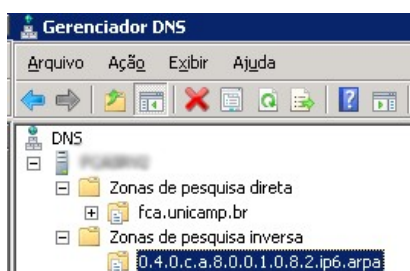 Gerenciador DNS
Arquivo Ação Exibir Ajuda
DNS
Zonas de pesquisa direta
fca.unicamp.br
Zonas de pesquisa inversa
0.4.0.c.a.8.0.0.1.0.8.2.ip6.arpa